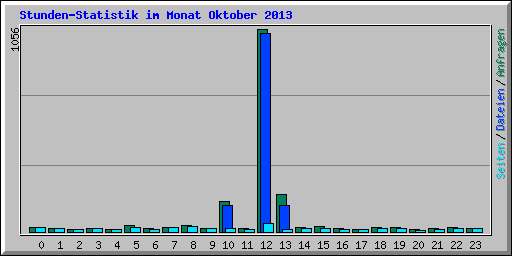 Stunden-Statistik im Monat Oktober 2013
1056
Seiten/Dateien/Anfragen
0 1 2 3 4 5 6 7 8 9 10 11 12 13 14 15 16 17 18 19 20 21 22 23